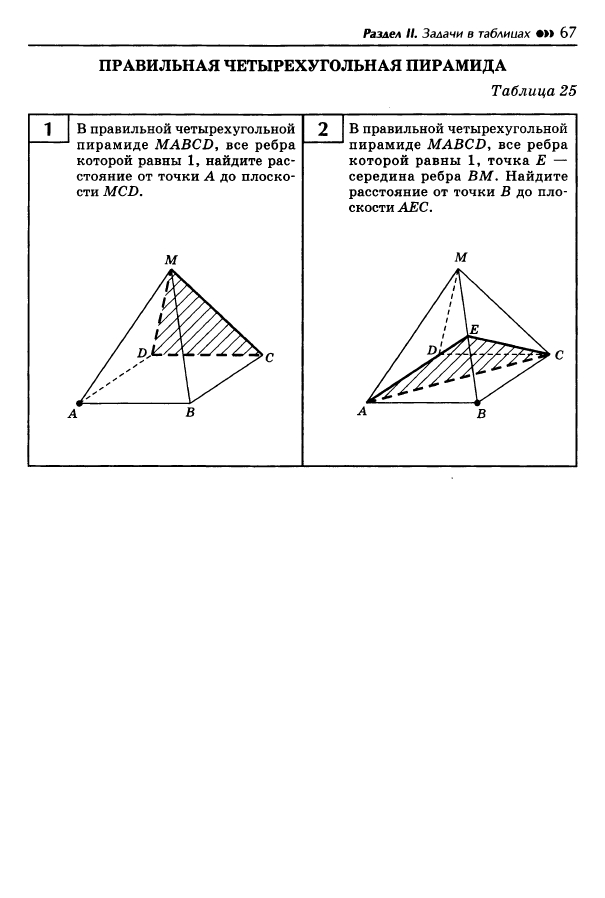 Раздел II. Задачи в таблицах 67
ПРАВИЛЬНАЯ ЧЕТЫРЕХУГОЛЬНАЯ ПИРАМИДА
Таблица 25
1
В правильной четырехугольной
пирамиде MABCD, все ребра
которой равны 1, найдите рас-
стояние от точки A до плоско-
сти MCD.
M
D
C
A
B
2
В правильной четырехугольной
пирамиде MABCD, все ребра
которой равны 1, точка E —
середина ребра BM. Найдите
расстояние от точки B до пло-
скости AEC.
M
E
D
C
A
B